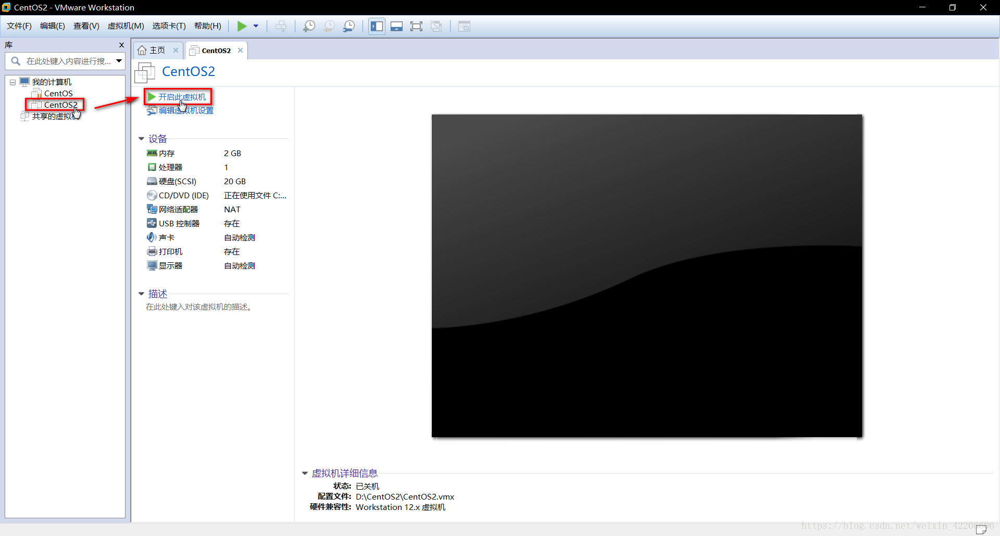 CentOS2 - VMware Workstation
文件(F) 编辑(E) 查看(V) 虚拟机(M) 选项卡(T) 帮助(H)
库
在此处键入内容进行搜...
我的计算机
CentOS
CentOS2
共享的虚拟机
主页
CentOS2
CentOS2
开启此虚拟机
编辑虚拟机设置
设备
内存 2 GB
处理器 1
硬盘(SCSI) 20 GB
CD/DVD (IDE) 正在使用文件 C:...
网络适配器 NAT
USB 控制器 存在
声卡 自动检测
打印机 存在
显示器 自动检测
描述
在此处键入对该虚拟机的描述。
虚拟机详细信息
状态: 已关机
配置文件: D:\CentOS2\CentOS2.vmx
硬件兼容性: Workstation 12.x 虚拟机
https://blog.csdn.net/weixin_42266606